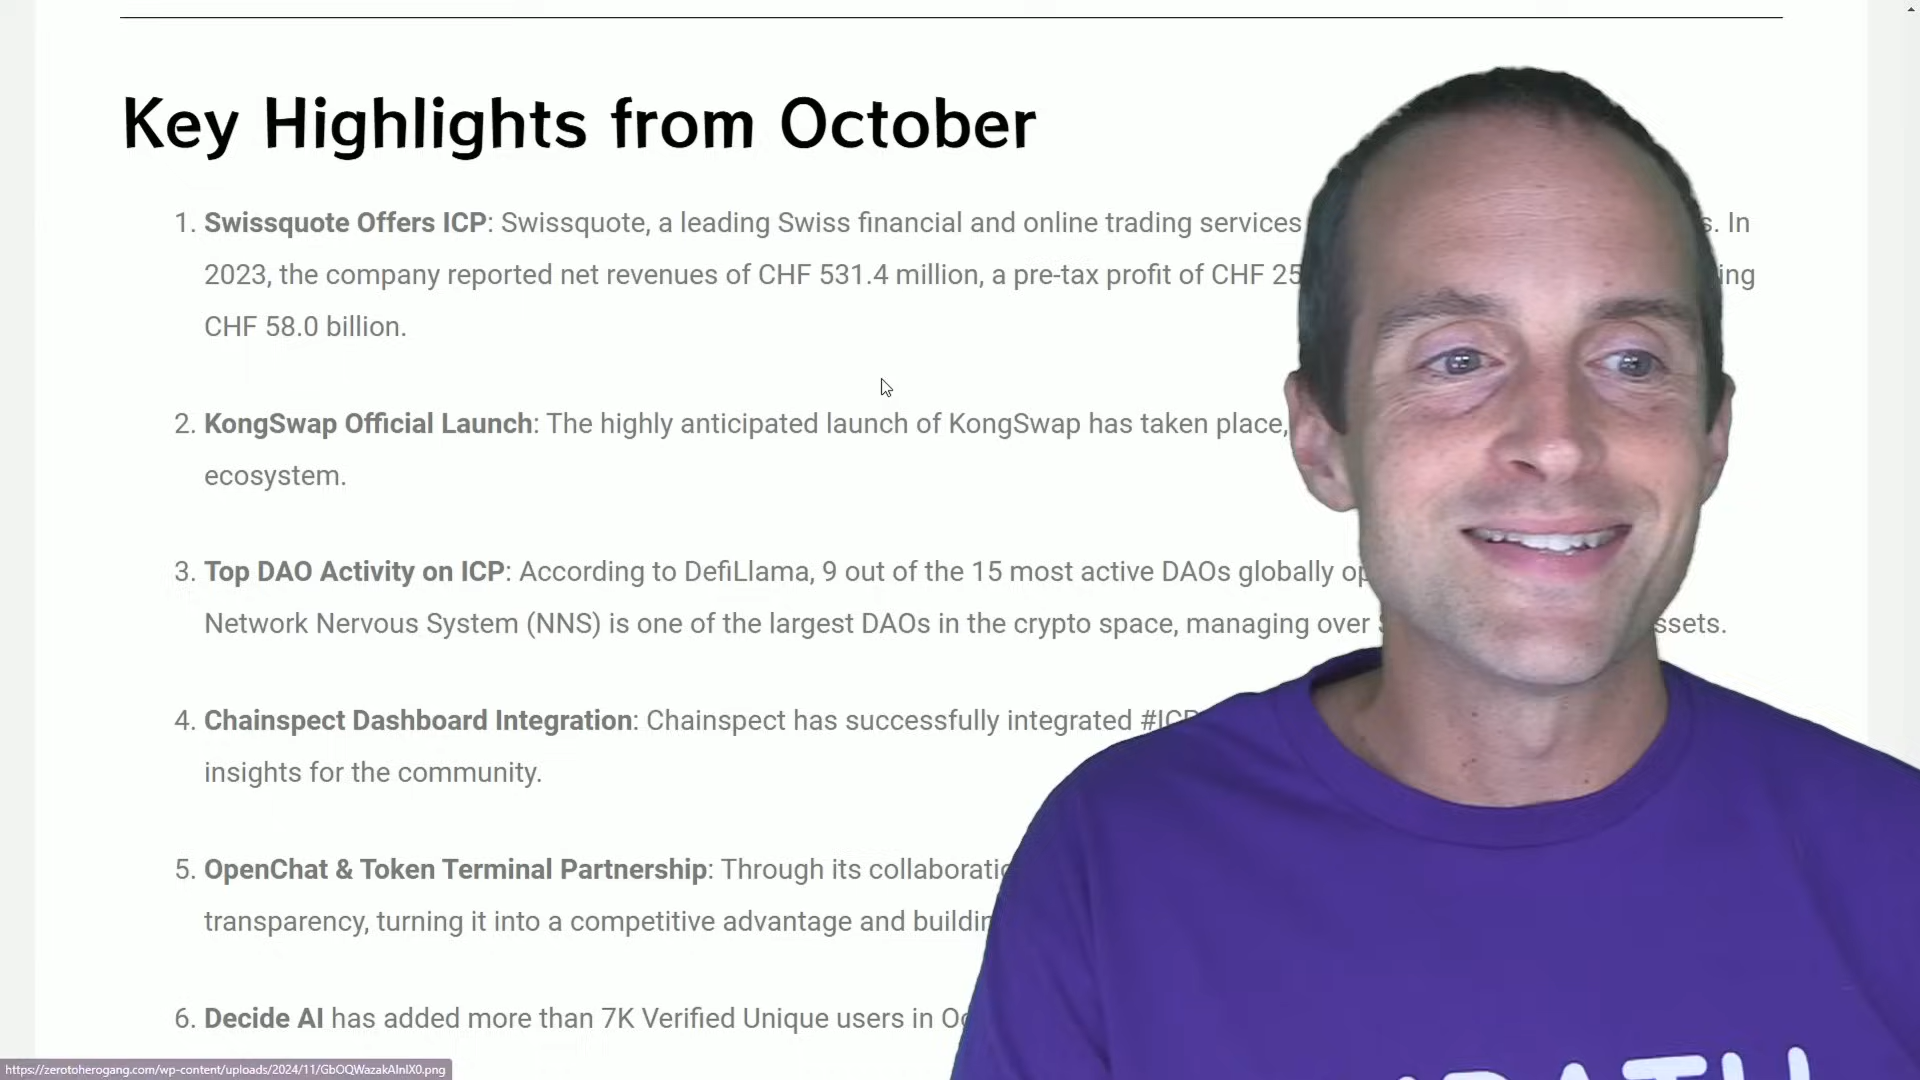 Key Highlights from October
1. Swissquote Offers ICP: Swissquote, a leading Swiss financial and online trading services In
2023, the company reported net revenues of CHF 531.4 million, a pre-tax profit of CHF 25
CHF 58.0 billion.
2. KongSwap Official Launch: The highly anticipated launch of KongSwap has taken place,
ecosystem.
3. Top DAO Activity on ICP: According to DefiLlama, 9 out of the 15 most active DAOs globally
Network Nervous System (NNS) is one of the largest DAOs in the crypto space, managing over
4. Chainspect Dashboard Integration: Chainspect has successfully integrated #ICP
insights for the community.
5. OpenChat & Token Terminal Partnership: Through its
transparency, turning it into a competitive advantage and
6. Decide AI has added more than 7K Verified Unique users in
https://zerotoherogang.com/wp-content/uploads/2024/11/GbOQWazakAlnlX0.png